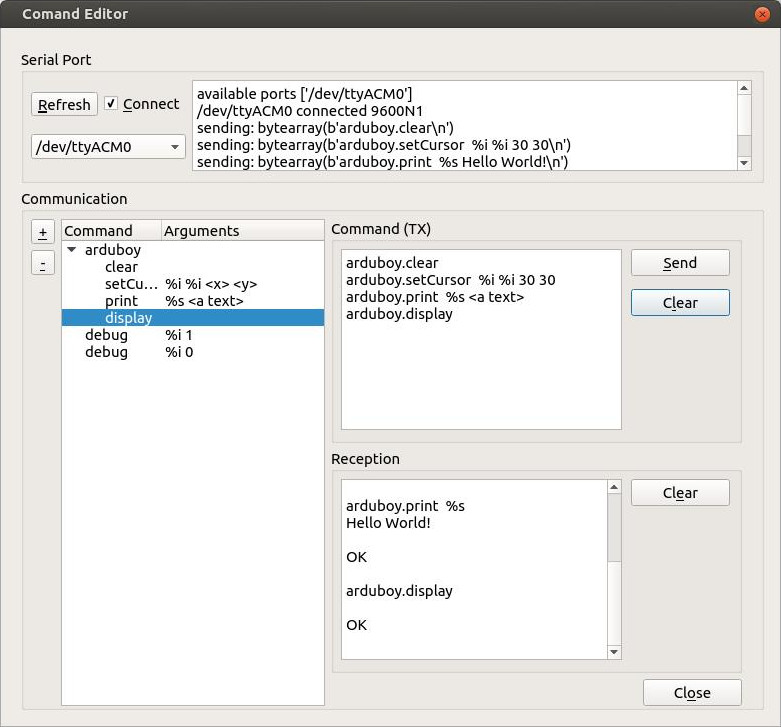 Comand Editor
Serial Port
Refresh
Connect
/dev/ttyACM0
available ports ['/dev/ttyACM0']
/dev/ttyACM0 connected 9600N1
sending: bytearray(b'arduboy.clear\n')
sending: bytearray(b'arduboy.setCursor  %i %i 30 30\n')
sending: bytearray(b'arduboy.print  %s Hello World!\n')
Communication
+
-
Command Arguments
arduboy
clear
setCu... %i %i <x> <y>
print %s <a text>
display
debug %i 1
debug %i 0
Command (TX)
arduboy.clear
arduboy.setCursor  %i %i 30 30
arduboy.print  %s <a text>
arduboy.display
Send
Clear
Reception
arduboy.print  %s
Hello World!
OK
arduboy.display
OK
Clear
Close